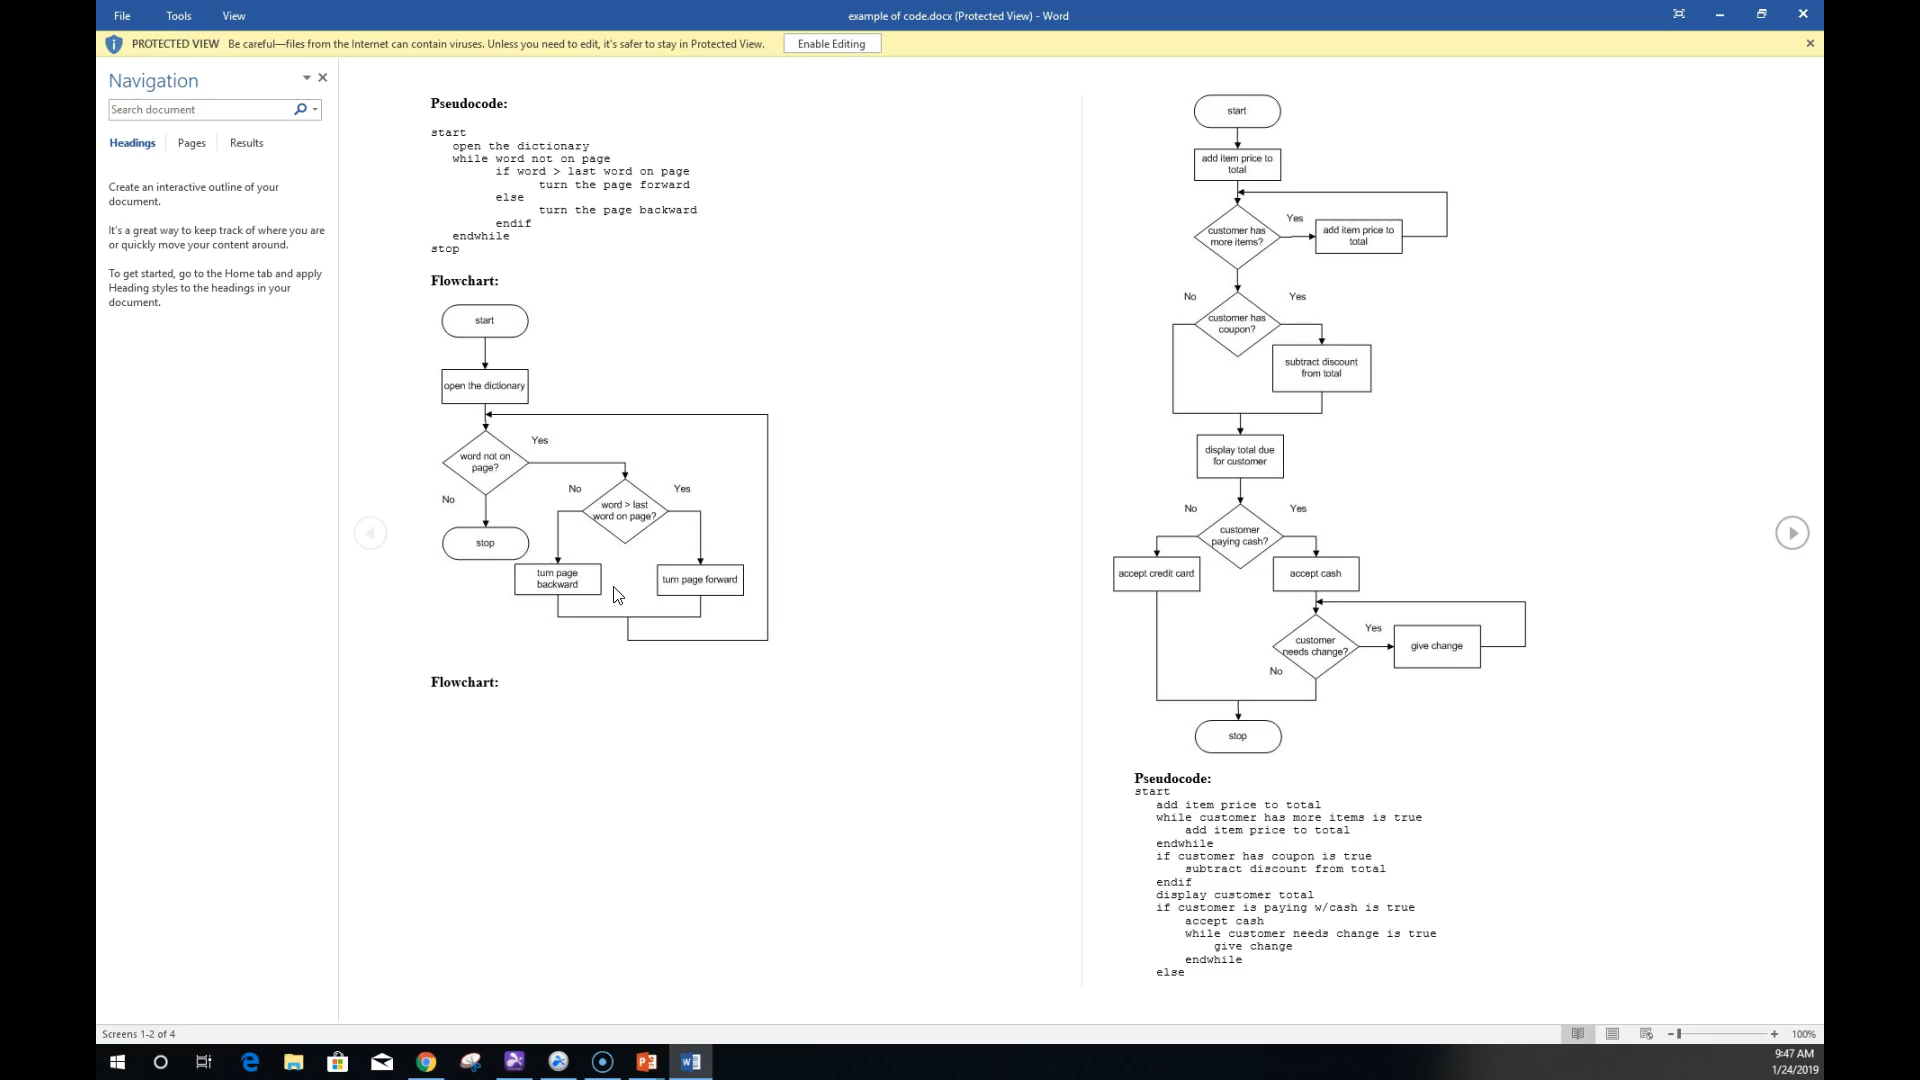 File Tools View example of code.docx (Protected View) - Word
PROTECTED VIEW Be careful—files from the Internet can contain viruses. Unless you need to edit, it's safer to stay in Protected View. Enable Editing
Navigation
Search document
Headings Pages Results
Create an interactive outline of your
document.
It's a great way to keep track of where you are
or quickly move your content around.
To get started, go to the Home tab and apply
Heading styles to the headings in your
document.
Pseudocode:
start
open the dictionary
while word not on page
if word > last word on page
turn the page forward
else
turn the page backward
endif
endwhile
stop
Flowchart:
start
open the dictionary
Yes
word not on
page?
No
No
Yes
word > last
word on page?
stop
turn page
backward
turn page forward
Flowchart:
start
add item price to
total
customer has
more items?
Yes
add item price to
total
No
Yes
customer has
coupon?
subtract discount
from total
display total due
for customer
No
Yes
customer
paying cash?
accept credit card
accept cash
customer
needs change?
Yes
give change
No
stop
Pseudocode:
start
add item price to total
while customer has more items is true
add item price to total
endwhile
if customer has coupon is true
subtract discount from total
endif
display customer total
if customer is paying w/cash is true
accept cash
while customer needs change is true
give change
endwhile
else
Screens 1-2 of 4
100%
9:47 AM
1/24/2019